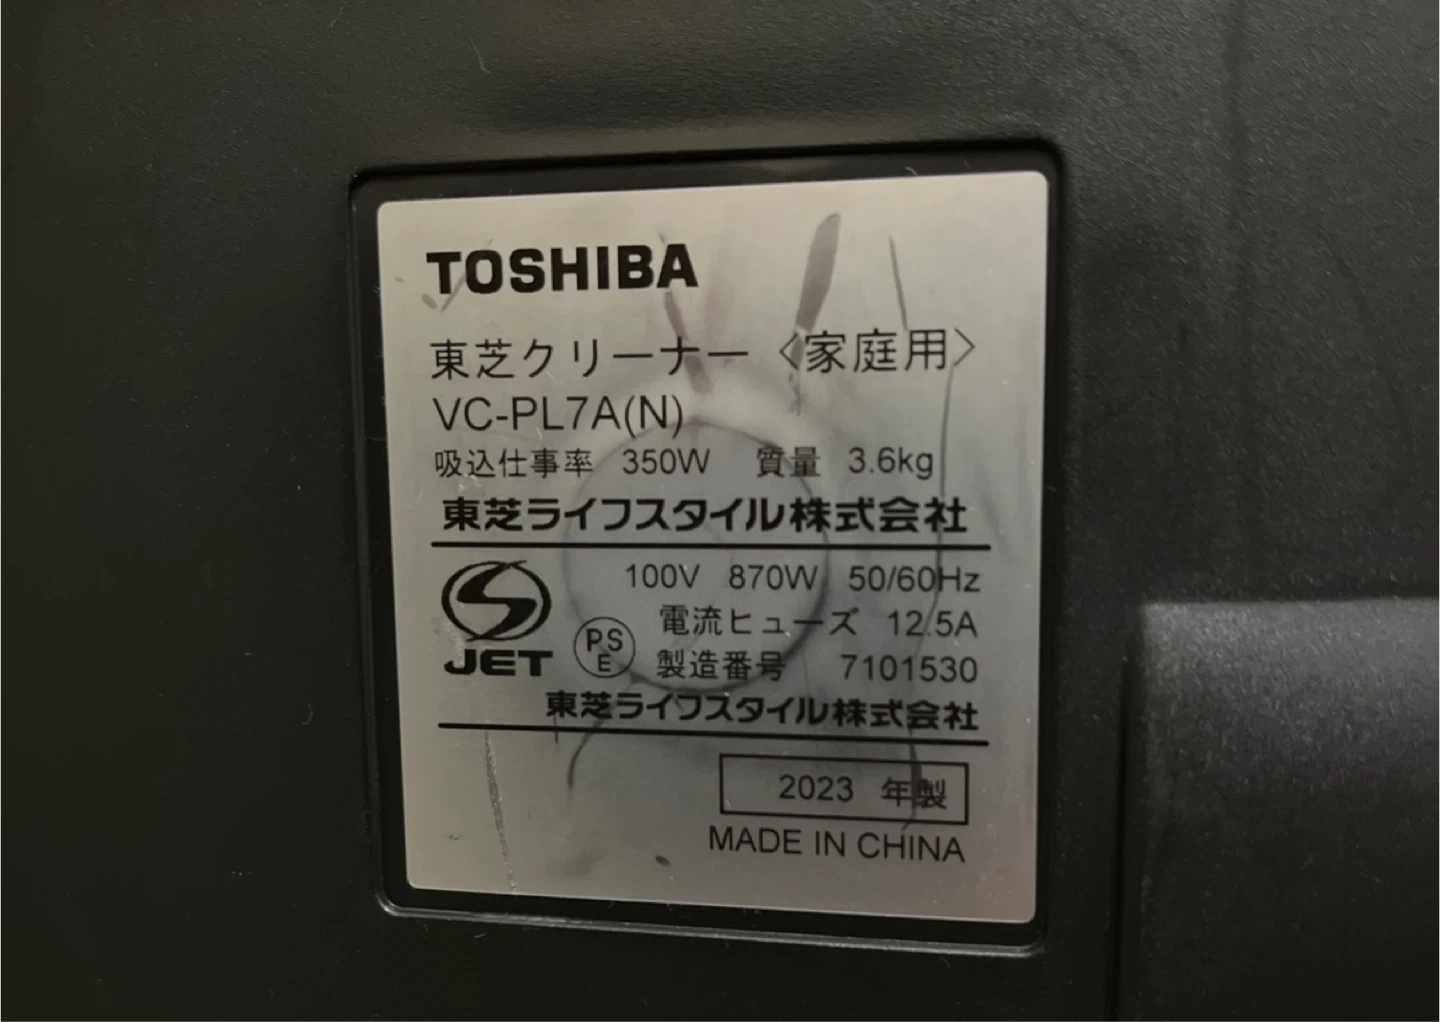 TOSHIBA
東芝クリーナー〈家庭用〉
VC-PL7A(N)
吸込仕事率 350W 質量 3.6kg
東芝ライフスタイル株式会社
100V 870W 50/60Hz
電流ヒューズ 12.5A
JET
PS
E
製造番号 7101530
東芝ライフスタイル株式会社
2023 年製
MADE IN CHINA